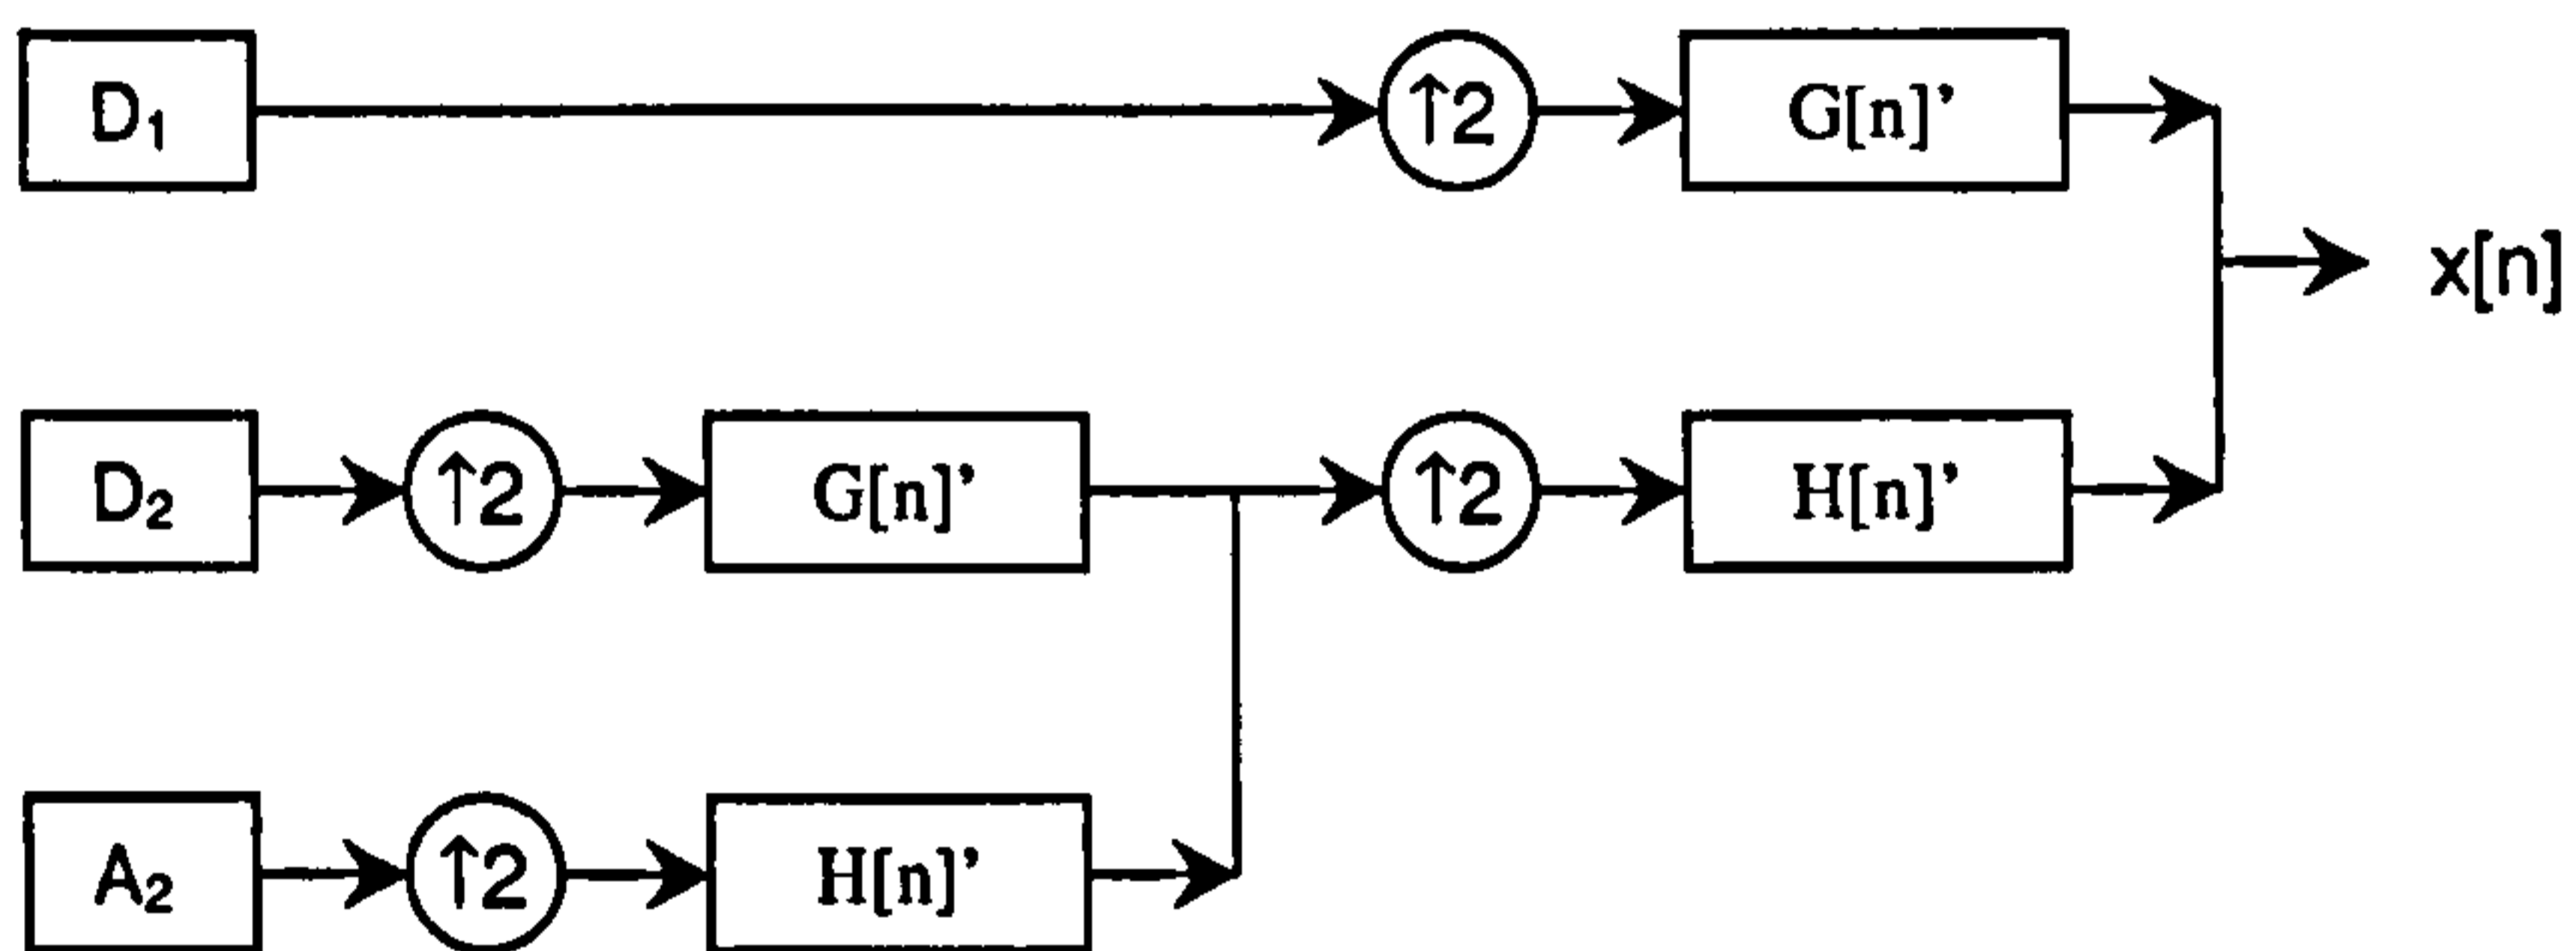 D₁ ↑2 G[n]’
x[n]
D₂ ↑2 G[n]’ ↑2 H[n]’
A₂ ↑2 H[n]’